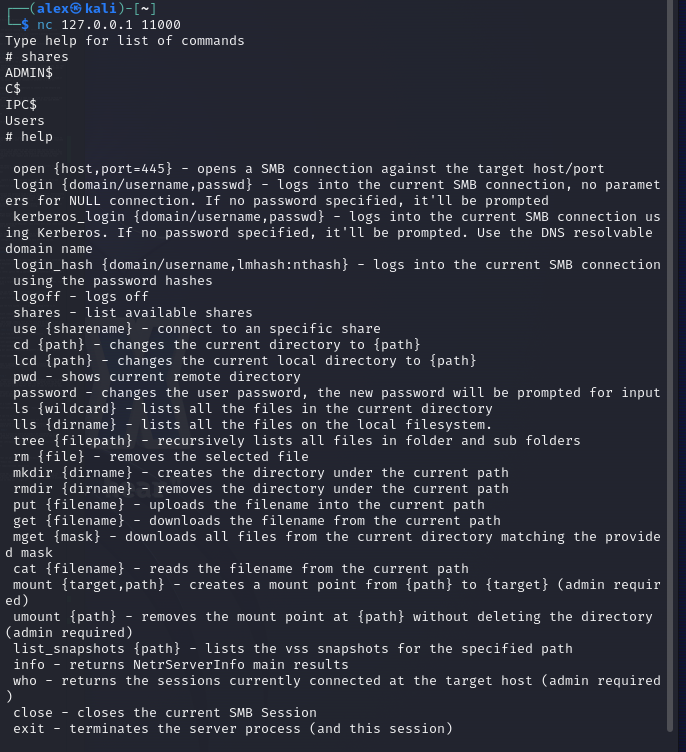 ┌──(alex㉿kali)-[~]
└─$ nc 127.0.0.1 11000
Type help for list of commands
# shares
ADMIN$
C$
IPC$
Users
# help
open {host,port=445} - opens a SMB connection against the target host/port
login {domain/username,passwd} - logs into the current SMB connection, no paramet
ers for NULL connection. If no password specified, it'll be prompted
kerberos_login {domain/username,passwd} - logs into the current SMB connection us
ing Kerberos. If no password specified, it'll be prompted. Use the DNS resolvable
domain name
login_hash {domain/username,lmhash:nthash} - logs into the current SMB connection
using the password hashes
logoff - logs off
shares - list available shares
use {sharename} - connect to an specific share
cd {path} - changes the current directory to {path}
lcd {path} - changes the current local directory to {path}
pwd - shows current remote directory
password - changes the user password, the new password will be prompted for input
ls {wildcard} - lists all the files in the current directory
lls {dirname} - lists all the files on the local filesystem.
tree {filepath} - recursively lists all files in folder and sub folders
rm {file} - removes the selected file
mkdir {dirname} - creates the directory under the current path
rmdir {dirname} - removes the directory under the current path
put {filename} - uploads the filename into the current path
get {filename} - downloads the filename from the current path
mget {mask} - downloads all files from the current directory matching the provide
d mask
cat {filename} - reads the filename from the current path
mount {target,path} - creates a mount point from {path} to {target} (admin requir
ed)
umount {path} - removes the mount point at {path} without deleting the directory
(admin required)
list_snapshots {path} - lists the vss snapshots for the specified path
info - returns NetrServerInfo main results
who - returns the sessions currently connected at the target host (admin required
)
close - closes the current SMB Session
exit - terminates the server process (and this session)